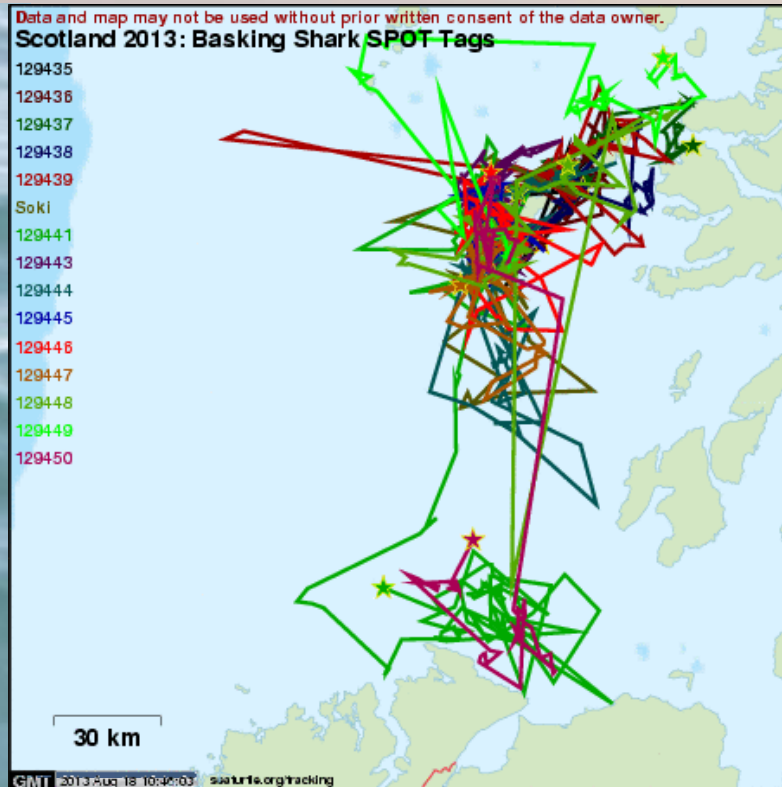 Data and map may not be used without prior written consent of the data owner.
Scotland 2013: Basking Shark SPOT Tags
129435
129436
129437
129438
129439
Soki
129441
129443
129444
129445
129446
129447
129448
129449
129450
30 km
GMT 2013 Aug 18 10:46:03 seaturtle.org/tracking